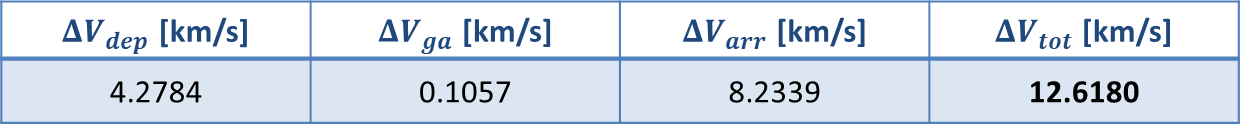 ΔV_dep [km/s] ΔV_ga [km/s] ΔV_arr [km/s] ΔV_tot [km/s]
4.2784 0.1057 8.2339 12.6180